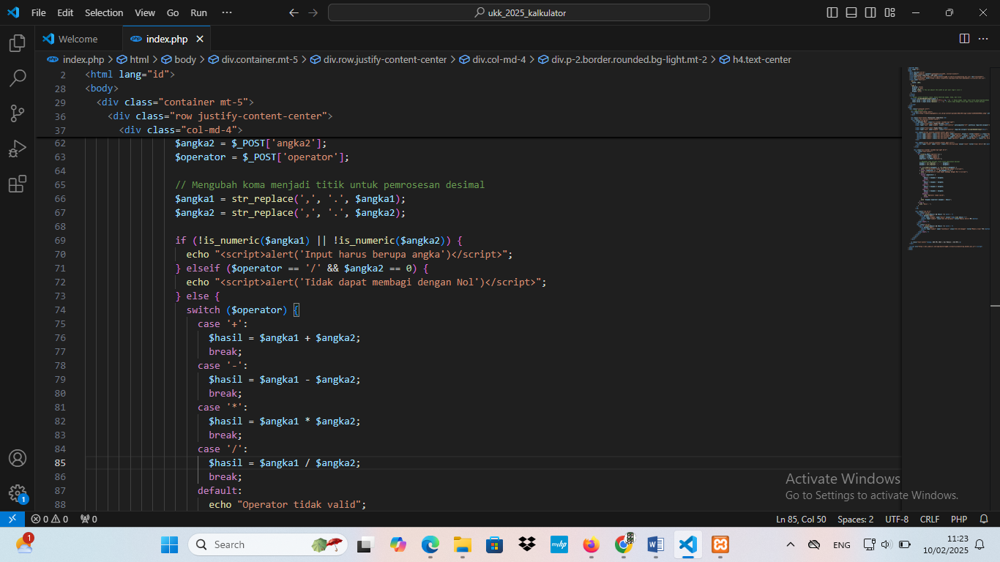 File Edit Selection View Go Run ··· ukk_2025_kalkulator
Welcome index.php
index.php > html > body > div.container.mt-5 > div.row.justify-content-center > div.col-md-4 > div.p-2.border.rounded.bg-light.mt-2 > h4.text-center
2 <html lang="id">
28 <body>
29 <div class="container mt-5">
36 <div class="row justify-content-center">
37 <div class="col-md-4">
62 $angka2 = $_POST['angka2'];
63 $operator = $_POST['operator'];
64
65 // Mengubah koma menjadi titik untuk pemrosesan desimal
66 $angka1 = str_replace(',', '.', $angka1);
67 $angka2 = str_replace(',', '.', $angka2);
68
69 if (!is_numeric($angka1) || !is_numeric($angka2)) {
70 echo "<script>alert('Input harus berupa angka')</script>";
71 } elseif ($operator == '/' && $angka2 == 0) {
72 echo "<script>alert('Tidak dapat membagi dengan Nol')</script>";
73 } else {
74 switch ($operator) {
75 case '+':
76 $hasil = $angka1 + $angka2;
77 break;
78 case '-':
79 $hasil = $angka1 - $angka2;
80 break;
81 case '*':
82 $hasil = $angka1 * $angka2;
83 break;
84 case '/':
85 $hasil = $angka1 / $angka2;
86 break;
87 default:
88 echo "Operator tidak valid";
Activate Windows
Go to Settings to activate Windows.
1
0 0 0 Ln 85, Col 50 Spaces: 2 UTF-8 CRLF PHP
1 Search myhp ENG 11:23
10/02/2025